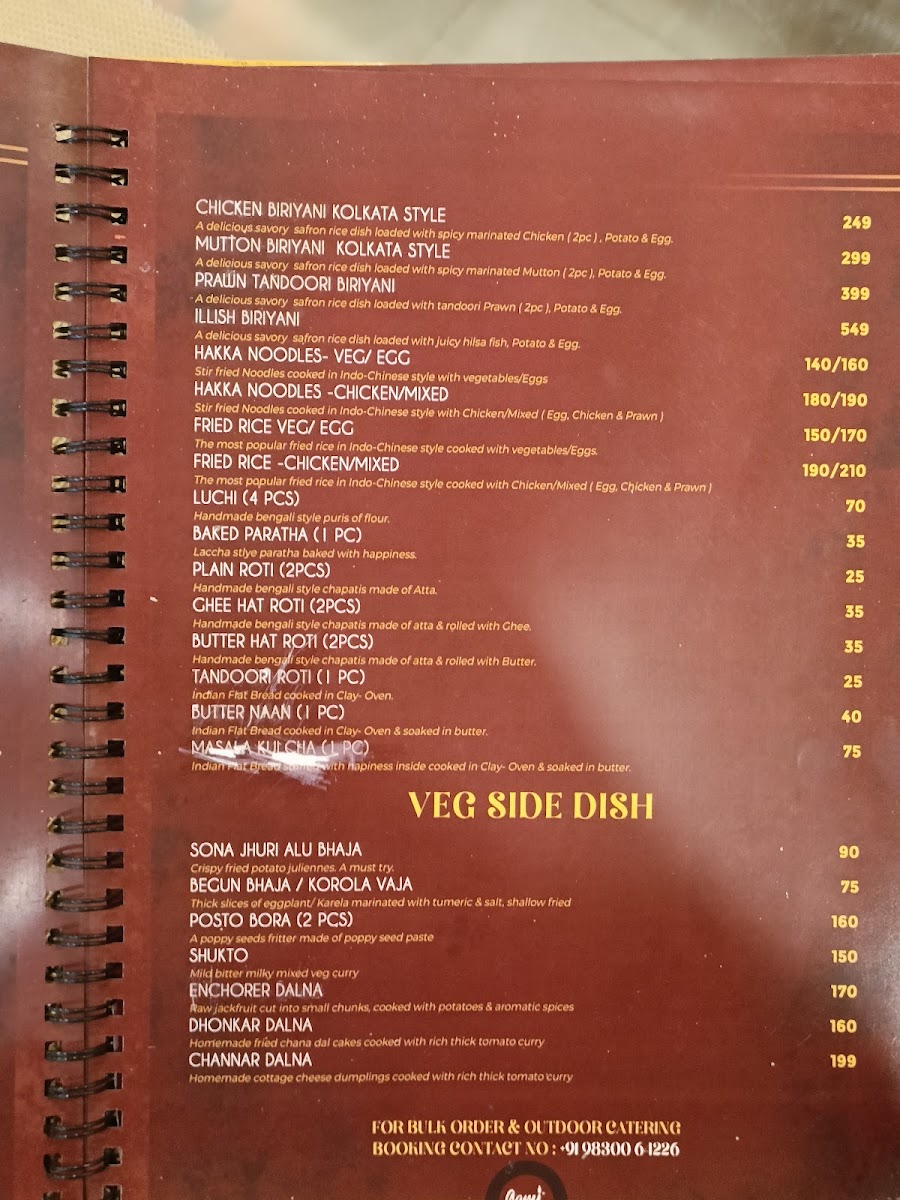 CHICKEN BIRIYANI KOLKATA STYLE 249
A delicious savory safron rice dish loaded with spicy marinated Chicken ( 2pc ) , Potato & Egg.
MUTTON BIRIYANI KOLKATA STYLE 299
A delicious savory safron rice dish loaded with spicy marinated Mutton ( 2pc ), Potato & Egg.
PRAWN TANDOORI BIRIYANI 399
A delicious savory safron rice dish loaded with tandoori Prawn ( 2pc ), Potato & Egg.
ILLISH BIRIYANI 549
A delicious savory safron rice dish loaded with juicy hilsa fish, Potato & Egg.
HAKKA NOODLES- VEG/ EGG 140/160
Stir fried Noodles cooked in Indo-Chinese style with vegetables/Eggs
HAKKA NOODLES -CHICKEN/MIXED 180/190
Stir fried Noodles cooked in Indo-Chinese style with Chicken/Mixed ( Egg, Chicken & Prawn )
FRIED RICE VEG/ EGG 150/170
The most popular fried rice in Indo-Chinese style cooked with vegetables/Eggs.
FRIED RICE -CHICKEN/MIXED 190/210
The most popular fried rice in Indo-Chinese style cooked with Chicken/Mixed ( Egg, Chicken & Prawn )
LUCHI (4 PCS) 70
Handmade bengali style puris of flour.
BAKED PARATHA (1 PC) 35
Laccha stlye paratha baked with happiness.
PLAIN ROTI (2PCS) 25
Handmade bengali style chapatis made of Atta.
GHEE HAT ROTI (2PCS) 35
Handmade bengali style chapatis made of atta & rolled with Ghee.
BUTTER HAT ROTI (2PCS) 35
Handmade bengali style chapatis made of atta & rolled with Butter.
TANDOORI ROTI (1 PC) 25
Indian Flat Bread cooked in Clay- Oven.
BUTTER NAAN (1 PC) 40
Indian Flat Bread cooked in Clay- Oven & soaked in butter.
MASALA KULCHA (1 PC) 75
Indian Flat Bread with hapiness inside cooked in Clay- Oven & soaked in butter.
VEG SIDE DISH
SONA JHURI ALU BHAJA 90
Crispy fried potato juliennes. A must try.
BEGUN BHAJA / KOROLA VAJA 75
Thick slices of eggplant/ Karela marinated with tumeric & salt, shallow fried
POSTO BORA (2 PCS) 160
A poppy seeds fritter made of poppy seed paste
SHUKTO 150
Mild bitter milky mixed veg curry
ENCHORER DALNA 170
Raw jackfruit cut into small chunks, cooked with potatoes & aromatic spices
DHONKAR DALNA 160
Homemade fried chana dal cakes cooked with rich thick tomato curry
CHANNAR DALNA 199
Homemade cottage cheese dumplings cooked with rich thick tomato curry
FOR BULK ORDER & OUTDOOR CATERING
BOOKING CONTACT NO : +91 98300 64226